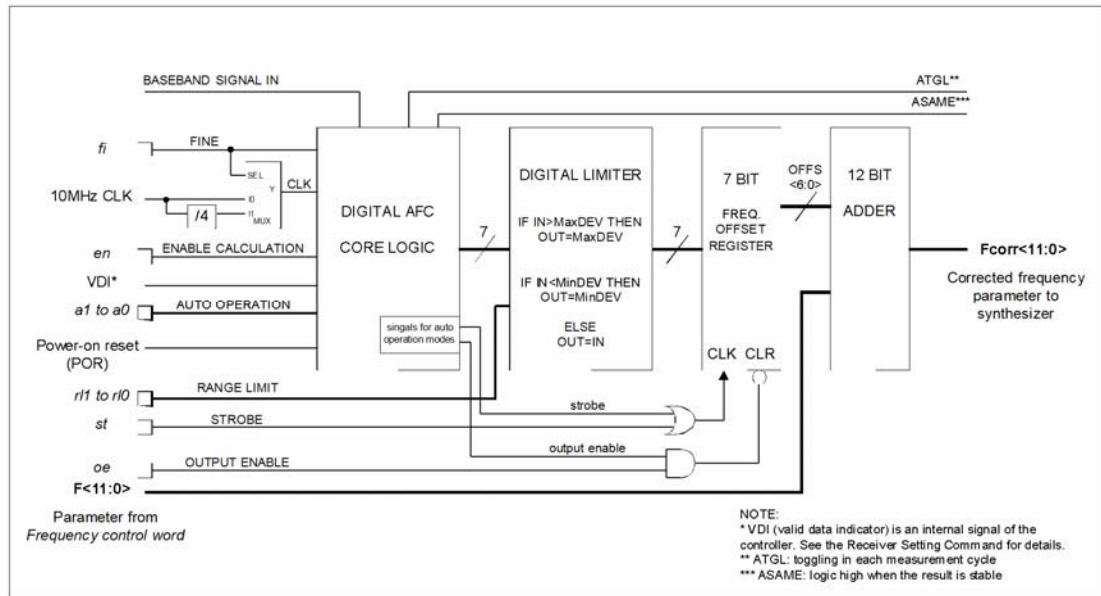 BASEBAND SIGNAL IN
ATGL**
ASAME***
fi
FINE
SEL
Y
I0
I1
MUX
CLK
10MHz CLK
/4
en
ENABLE CALCULATION
VDI*
a1 to a0
AUTO OPERATION
Power-on reset
(POR)
rl1 to rl0
RANGE LIMIT
st
STROBE
oe
OUTPUT ENABLE
F<11:0>
Parameter from
Frequency control word
DIGITAL AFC
CORE LOGIC
singals for auto
operation modes
7
DIGITAL LIMITER
IF IN>MaxDEV THEN
OUT=MaxDEV
IF IN<MinDEV THEN
OUT=MinDEV
ELSE
OUT=IN
7
7 BIT
FREQ.
OFFSET
REGISTER
CLK CLR
strobe
output enable
OFFS
<6:0>
12 BIT
ADDER
Fcorr<11:0>
Corrected frequency
parameter to
synthesizer
NOTE:
* VDI (valid data indicator) is an internal signal of the
controller. See the Receiver Setting Command for details.
** ATGL: toggling in each measurement cycle
*** ASAME: logic high when the result is stable